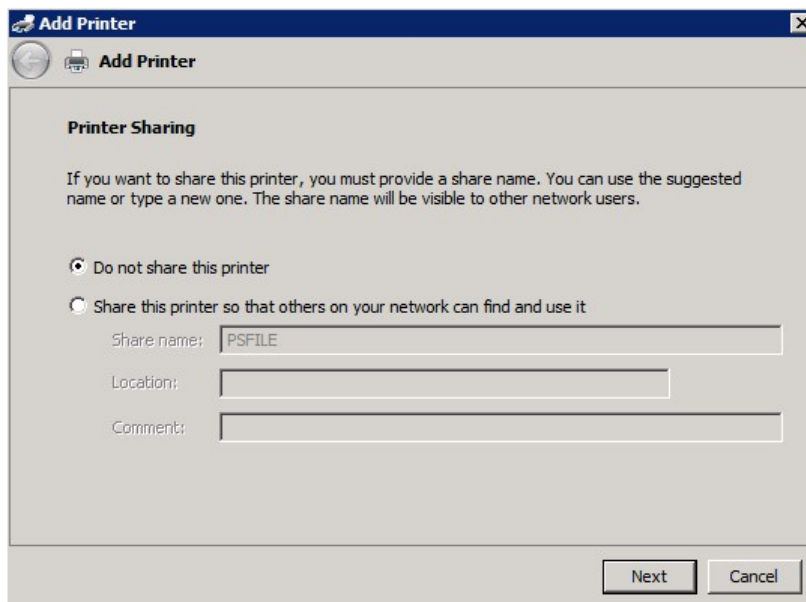 Add Printer
Add Printer
Printer Sharing
If you want to share this printer, you must provide a share name. You can use the suggested
name or type a new one. The share name will be visible to other network users.
Do not share this printer
Share this printer so that others on your network can find and use it
Share name: PSFILE
Location:
Comment:
Next Cancel